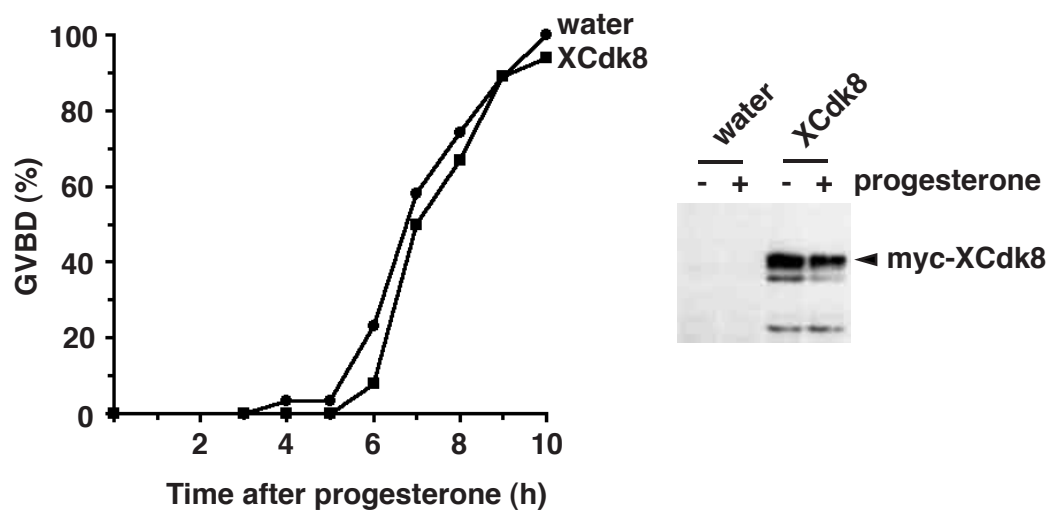 water
100
XCdk8
80
60
40
20
0
2 4 6 8 10
GVBD (%)
Time after progesterone (h)
water XCdk8
- + - + progesterone
myc-XCdk8